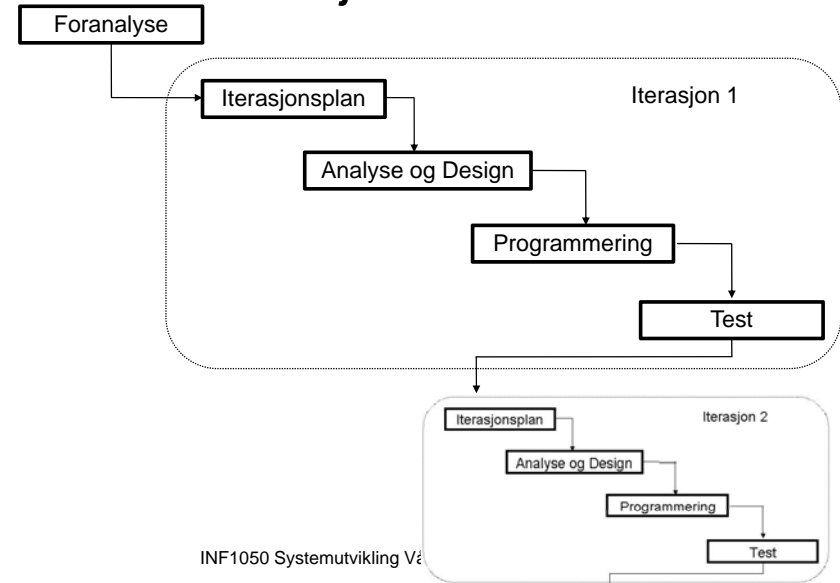 Foranalyse
Iterasjonsplan
Iterasjon 1
Analyse og Design
Programmering
Test
Iterasjonsplan
Iterasjon 2
Analyse og Design
Programmering
Test
INF1050 Systemutvikling